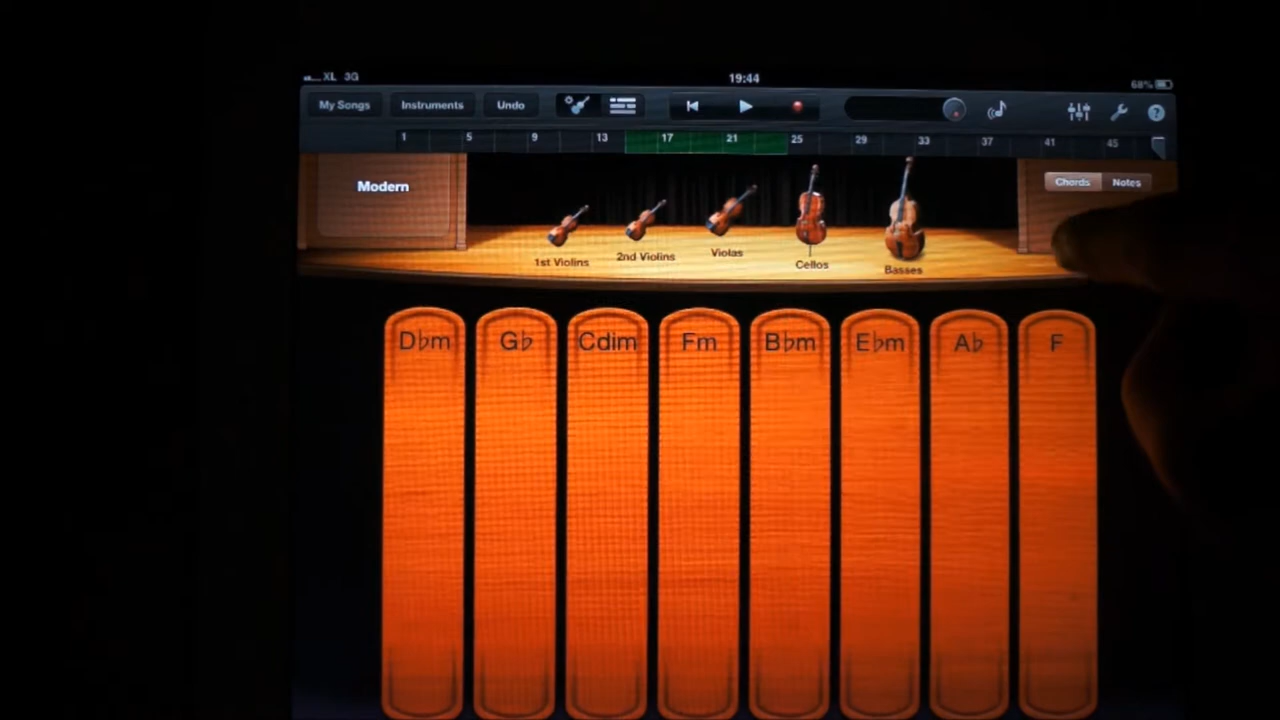 XL 3G 19:44 68%
My Songs Instruments Undo ?
1 5 9 13 17 21 25 29 33 37 41 45
Modern Chords Notes
1st Violins 2nd Violins Violas Cellos Basses
D♭m G♭ Cdim Fm B♭m E♭m A♭ F